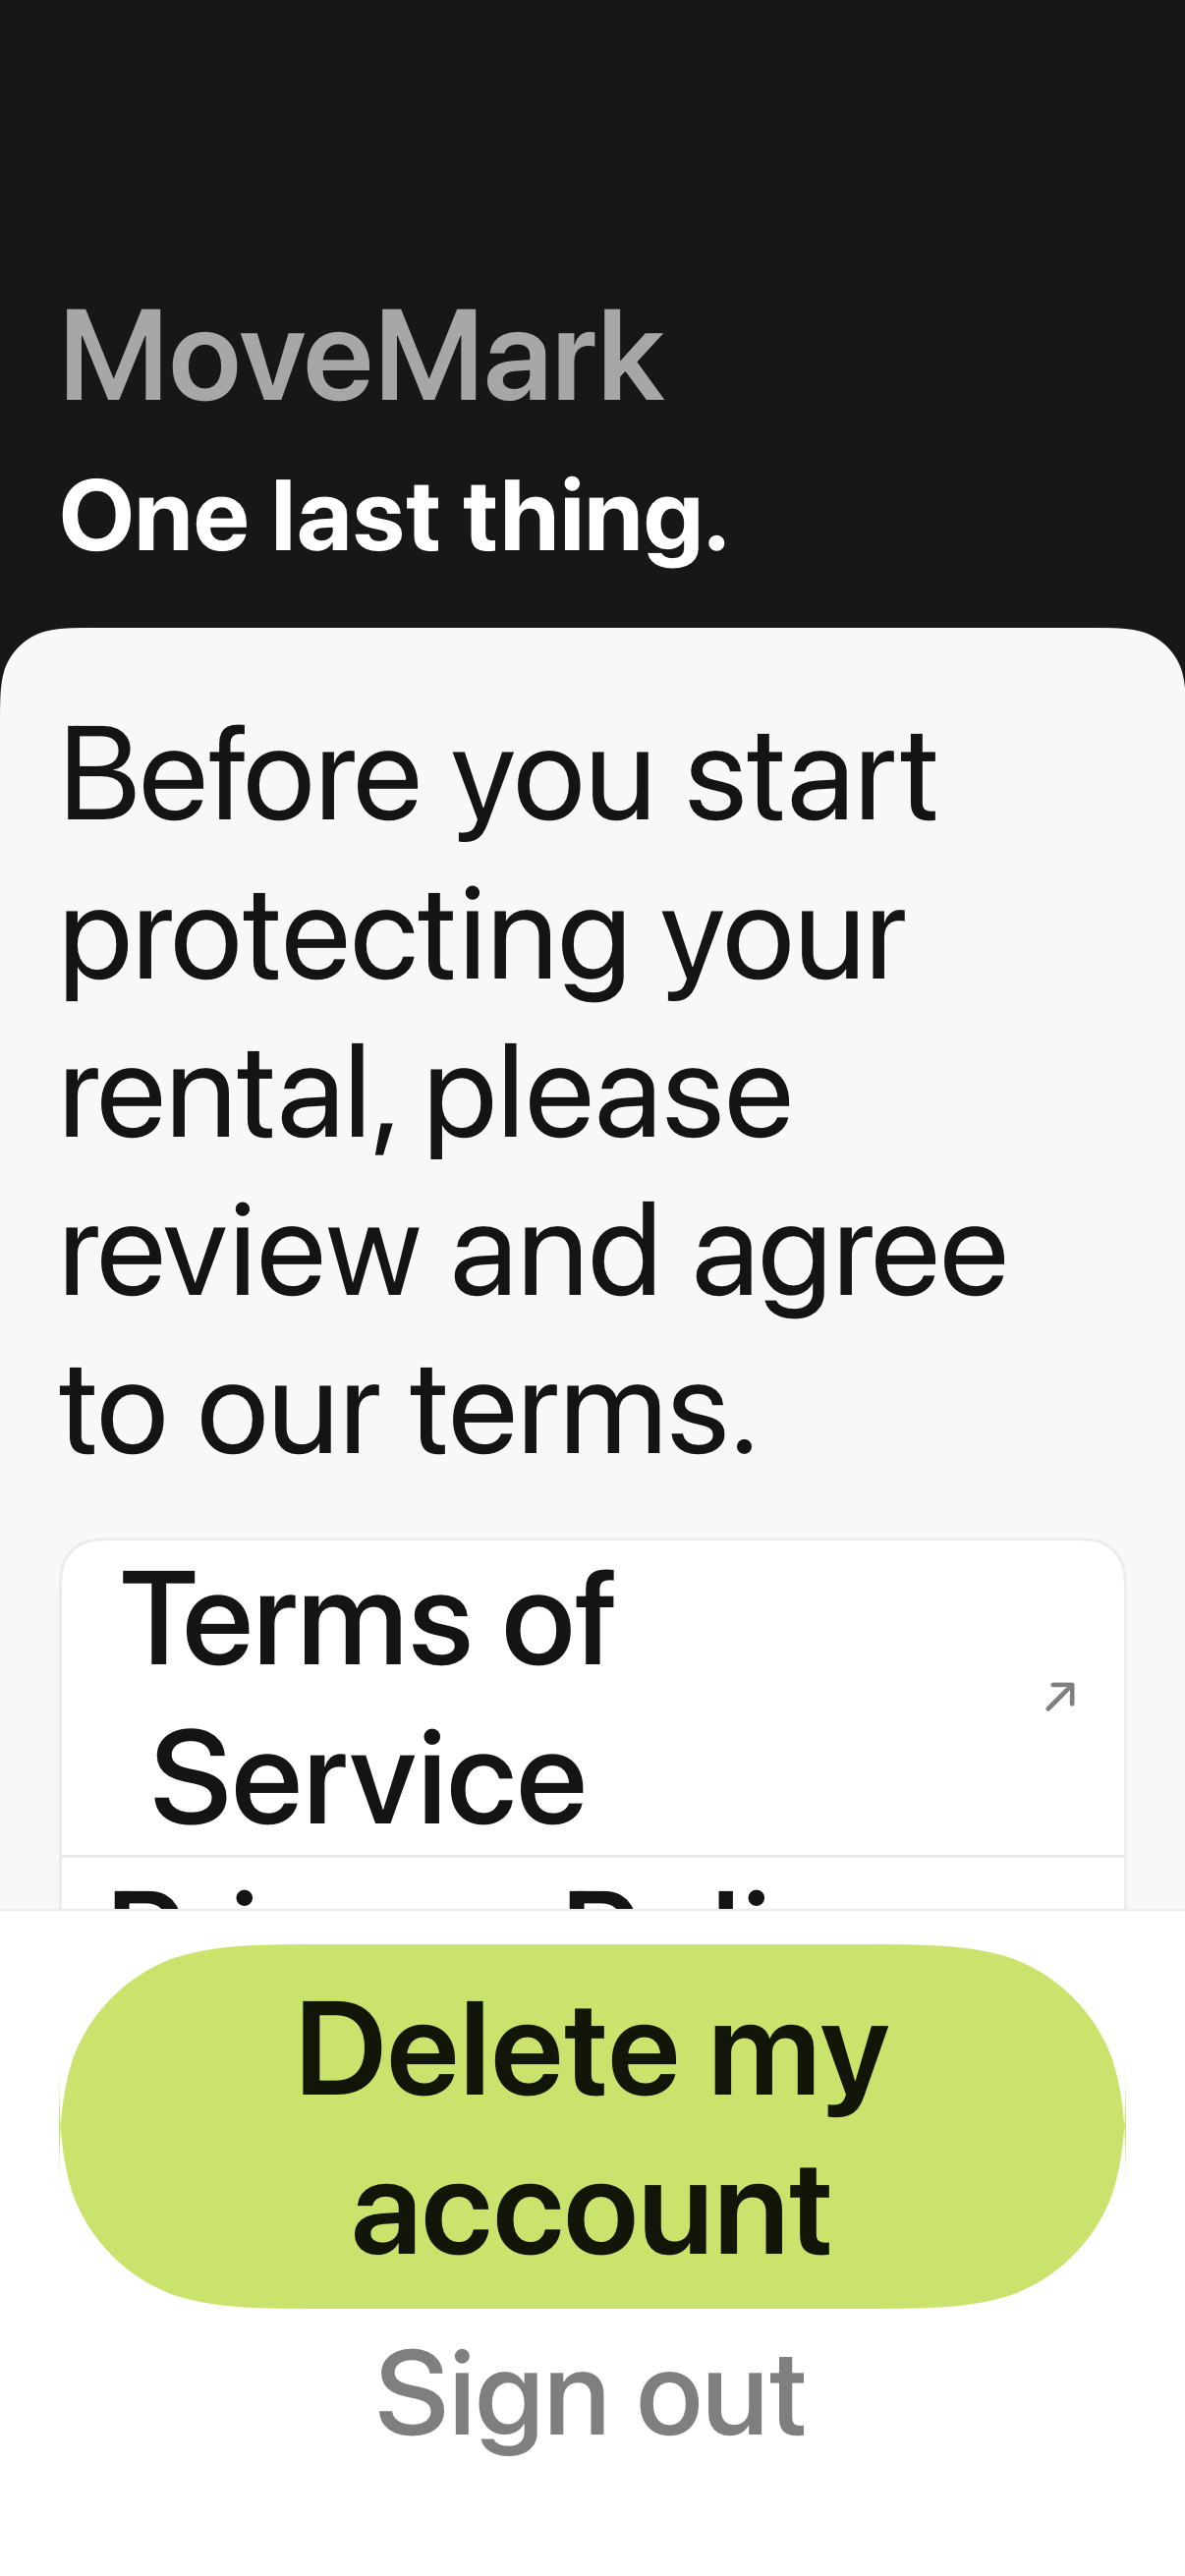 MoveMark
One last thing.
Before you start
protecting your
rental, please
review and agree
to our terms.
Terms of
Service
Delete my
account
Sign out